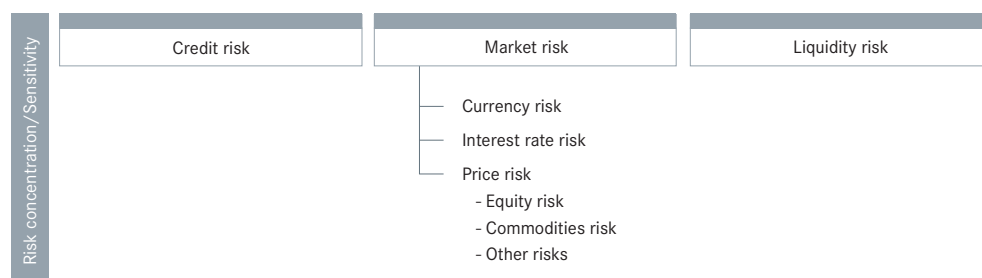 Risk concentration/Sensitivity
Credit risk
Market risk
Liquidity risk
Currency risk
Interest rate risk
Price risk
- Equity risk
- Commodities risk
- Other risks